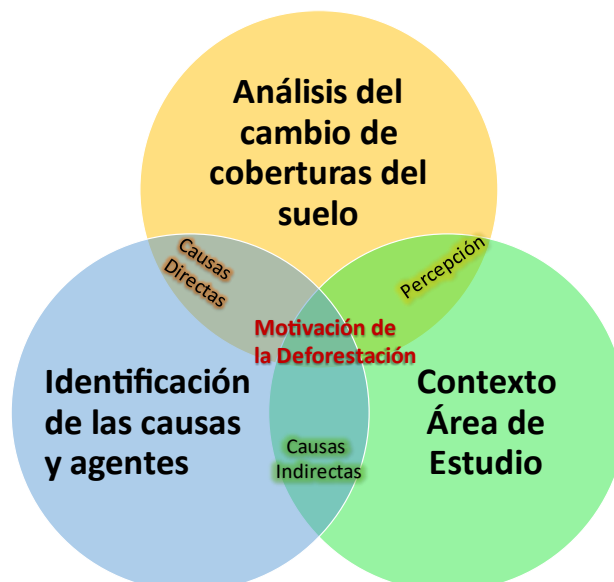 Análisis del
cambio de
coberturas del
suelo
Causas
Directas
Percepción
Motivación de
la Deforestación
Identificación
de las causas
y agentes
Contexto
Área de
Estudio
Causas
Indirectas